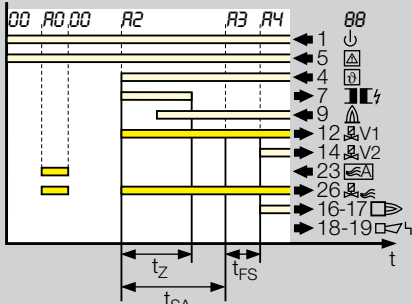 00 A0 00 A2 A3 A4 88
1
5
4 ϑ
7
9
12 V1
14 V2
23 A
26
16-17
18-19
t
tZ tFS
tSA